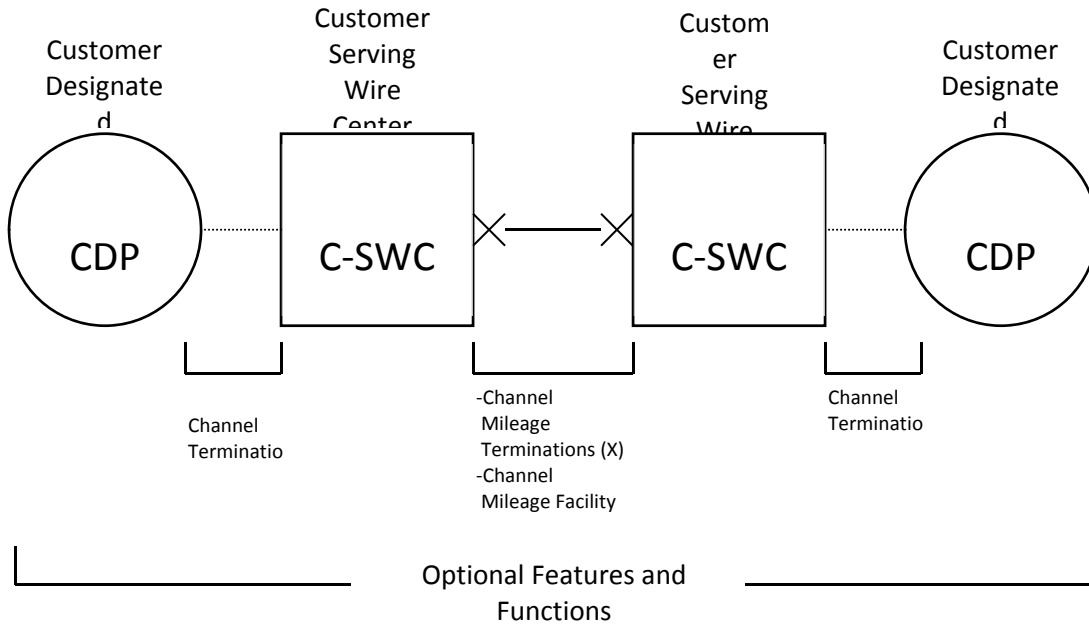 Customer
Designate
d
Customer
Serving
Wire
Center
Custom
er
Serving
Wire
Customer
Designate
d
CDP
C-SWC
C-SWC
CDP
Channel
Terminatio
-Channel
Mileage
Terminations (X)
-Channel
Mileage Facility
Channel
Terminatio
Optional Features and
Functions